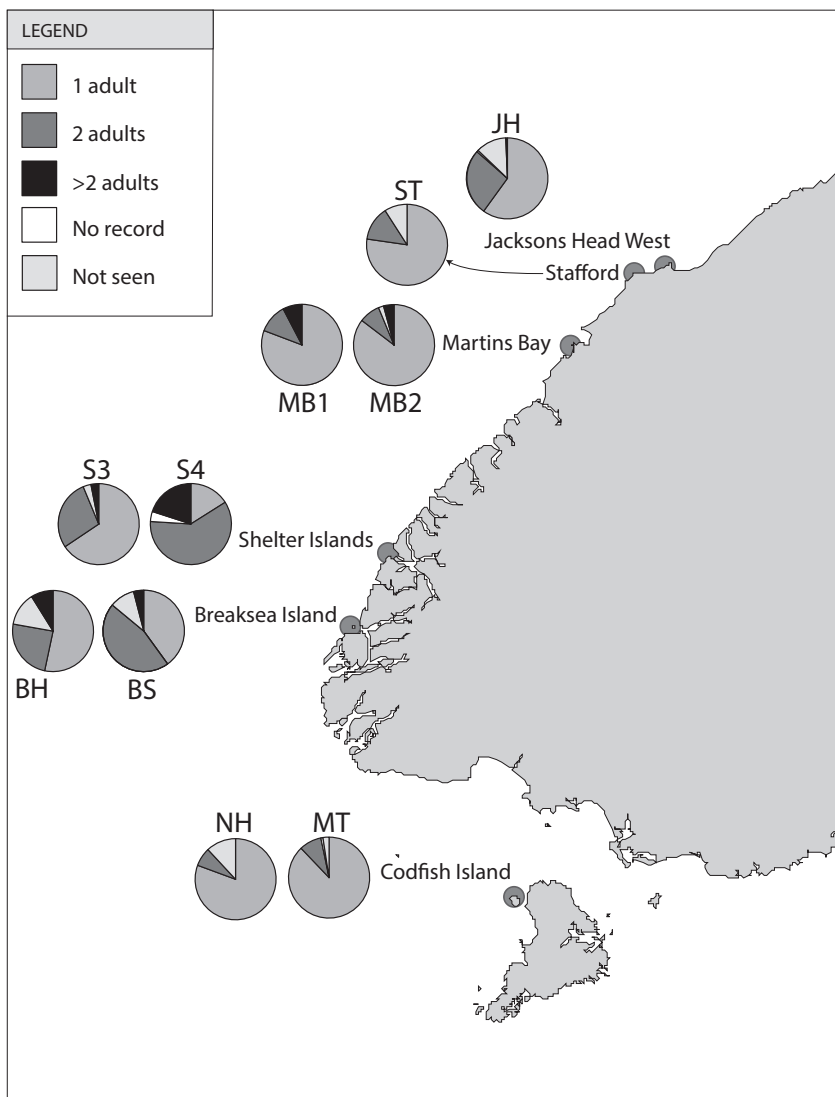 LEGEND
1 adult
2 adults
>2 adults
No record
Not seen
JH
ST
Jacksons Head West
Stafford
Martins Bay
MB1
MB2
S3
S4
Shelter Islands
Breaksea Island
BH
BS
NH
MT
Codfish Island